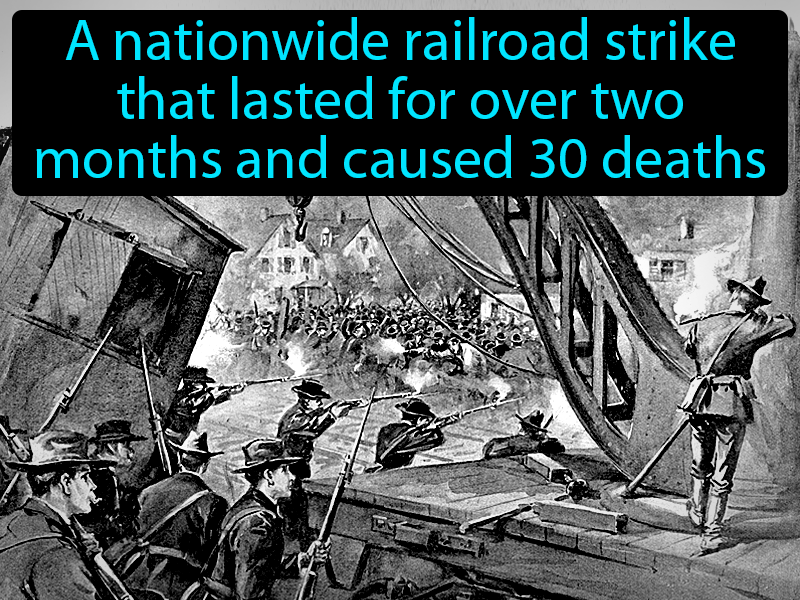 A nationwide railroad strike
that lasted for over two
months and caused 30 deaths